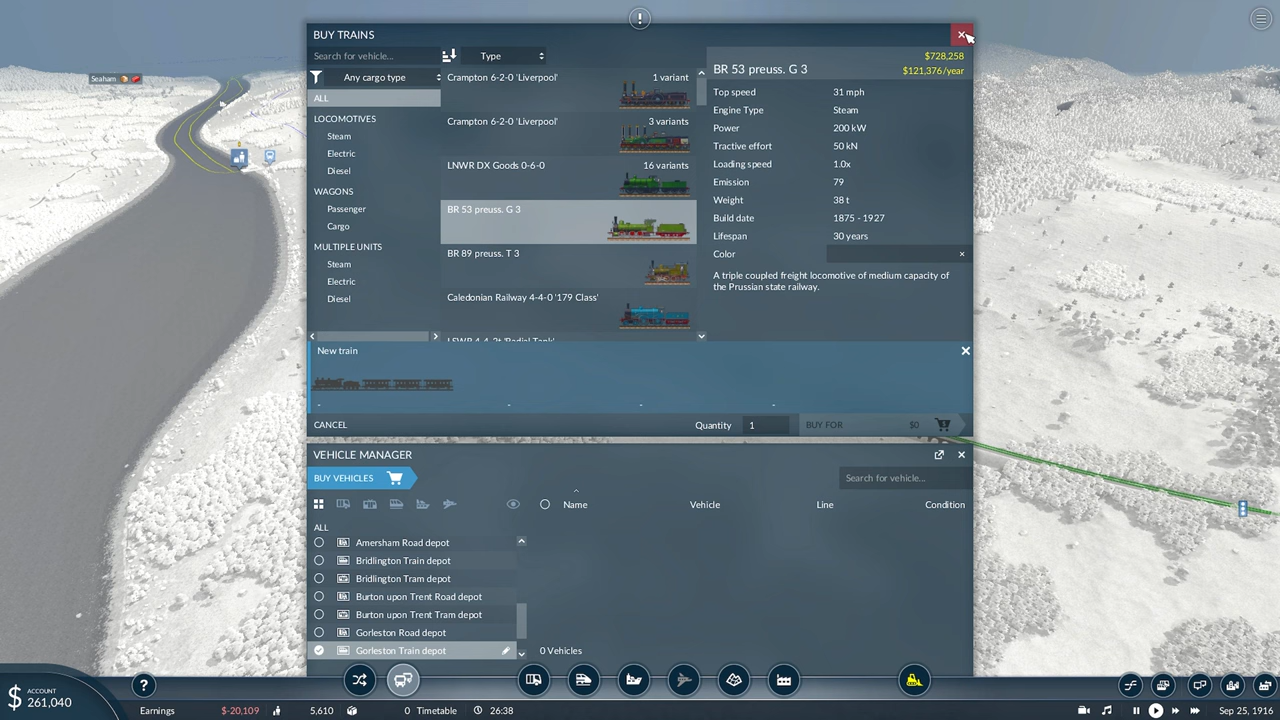 BUY TRAINS
Search for vehicle...
Type
Any cargo type
ALL
LOCOMOTIVES
Steam
Electric
Diesel
WAGONS
Passenger
Cargo
MULTIPLE UNITS
Steam
Electric
Diesel
Crampton 6-2-0 'Liverpool' 1 variant
Crampton 6-2-0 'Liverpool' 3 variants
LNWR DX Goods 0-6-0 16 variants
BR 53 preuss. G 3
BR 89 preuss. T 3
Caledonian Railway 4-4-0 '179 Class'
LSWR 4-4-2t 'Radial Tank'
$728,258
BR 53 preuss. G 3 $121,376/year
Top speed 31 mph
Engine Type Steam
Power 200 kW
Tractive effort 50 kN
Loading speed 1.0x
Emission 79
Weight 38 t
Build date 1875 - 1927
Lifespan 30 years
Color
A triple coupled freight locomotive of medium capacity of
the Prussian state railway.
New train
- - - -
CANCEL Quantity 1 BUY FOR $0
VEHICLE MANAGER
BUY VEHICLES Search for vehicle...
Name Vehicle Line Condition
ALL
Amersham Road depot
Bridlington Train depot
Bridlington Tram depot
Burton upon Trent Road depot
Burton upon Trent Tram depot
Gorleston Road depot
Gorleston Train depot
0 Vehicles
Seaham
!
?
$ ACCOUNT
261,040
Earnings $-20,109 5,610 0 Timetable 26:38 Sep 25, 1916